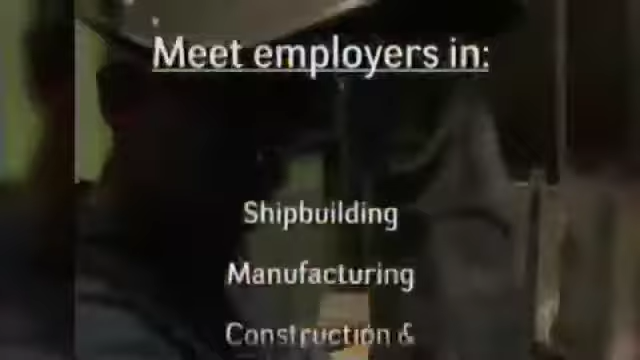 Meet employers in:
Shipbuilding
Manufacturing
Construction &